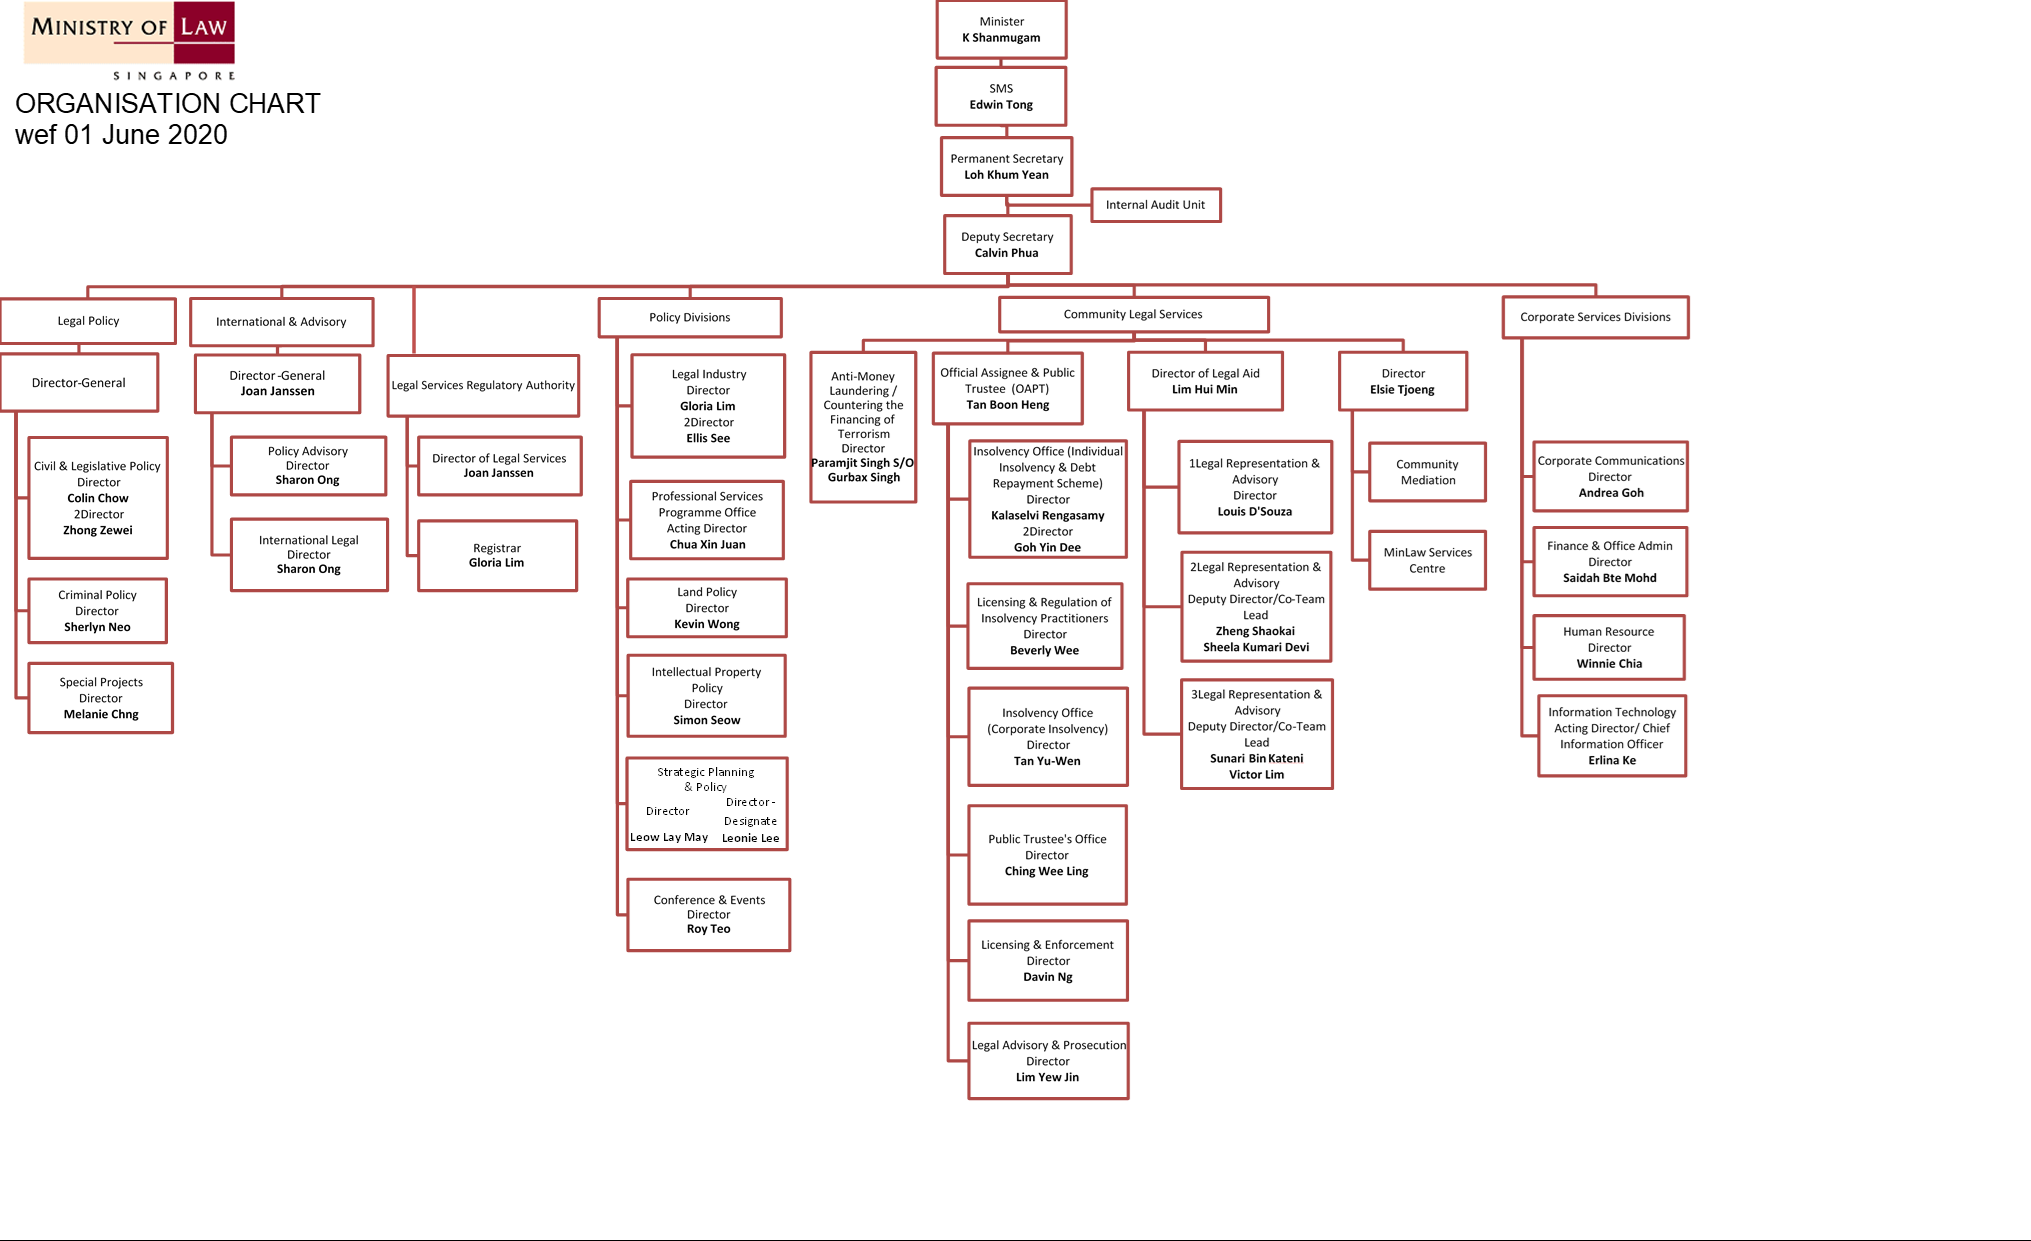 MINISTRY OF LAW
SINGAPORE
ORGANISATION CHART
wef 01 June 2020
Minister
K Shanmugam
SMS
Edwin Tong
Permanent Secretary
Loh Khum Yean
Internal Audit Unit
Deputy Secretary
Calvin Phua
Legal Policy
Director-General
Civil & Legislative Policy
Director
Colin Chow
2Director
Zhong Zewei
Criminal Policy
Director
Sherlyn Neo
Special Projects
Director
Melanie Chng
International & Advisory
Director-General
Joan Janssen
Policy Advisory
Director
Sharon Ong
International Legal
Director
Sharon Ong
Legal Services Regulatory Authority
Director of Legal Services
Joan Janssen
Registrar
Gloria Lim
Policy Divisions
Legal Industry
Director
Gloria Lim
2Director
Ellis See
Professional Services
Programme Office
Acting Director
Chua Xin Juan
Land Policy
Director
Kevin Wong
Intellectual Property
Policy
Director
Simon Seow
Strategic Planning
& Policy
Director
Leow Lay May
Director-
Designate
Leonie Lee
Conference & Events
Director
Roy Teo
Community Legal Services
Anti-Money
Laundering /
Countering the
Financing of
Terrorism
Director
Paramjit Singh S/O
Gurbax Singh
Official Assignee & Public
Trustee (OAPT)
Tan Boon Heng
Insolvency Office (Individual
Insolvency & Debt
Repayment Scheme)
Director
Kalaselvi Rengasamy
2Director
Goh Yin Dee
Licensing & Regulation of
Insolvency Practitioners
Director
Beverly Wee
Insolvency Office
(Corporate Insolvency)
Director
Tan Yu-Wen
Public Trustee's Office
Director
Ching Wee Ling
Licensing & Enforcement
Director
Davin Ng
Legal Advisory & Prosecution
Director
Lim Yew Jin
Director of Legal Aid
Lim Hui Min
1Legal Representation &
Advisory
Director
Louis D'Souza
2Legal Representation &
Advisory
Deputy Director/Co-Team
Lead
Zheng Shaokai
Sheela Kumari Devi
3Legal Representation &
Advisory
Deputy Director/Co-Team
Lead
Sunari Bin Kateni
Victor Lim
Director
Elsie Tjoeng
Community
Mediation
MinLaw Services
Centre
Corporate Services Divisions
Corporate Communications
Director
Andrea Goh
Finance & Office Admin
Director
Saidah Bte Mohd
Human Resource
Director
Winnie Chia
Information Technology
Acting Director/ Chief
Information Officer
Erlina Ke